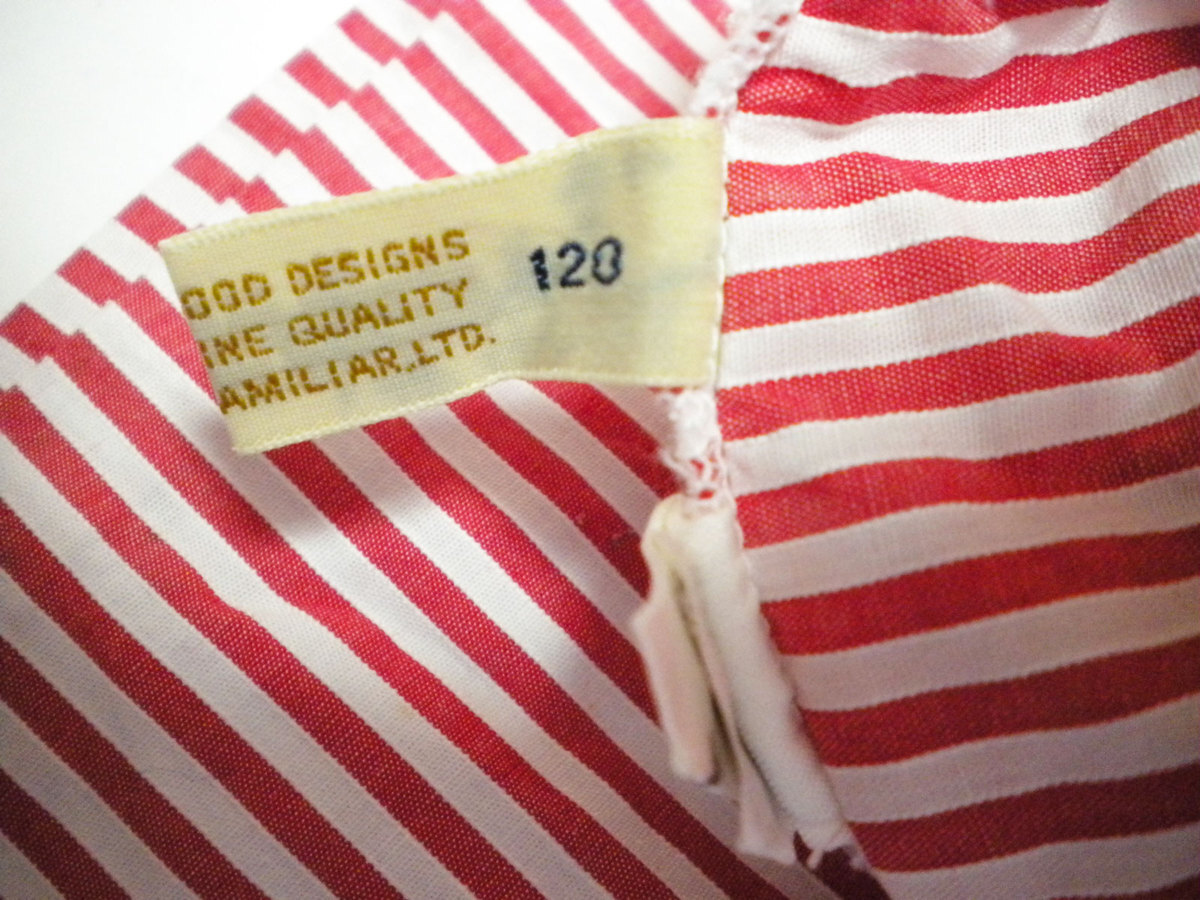 OOD DESIGNS
INE QUALITY
AMILIAR,LTD.
120